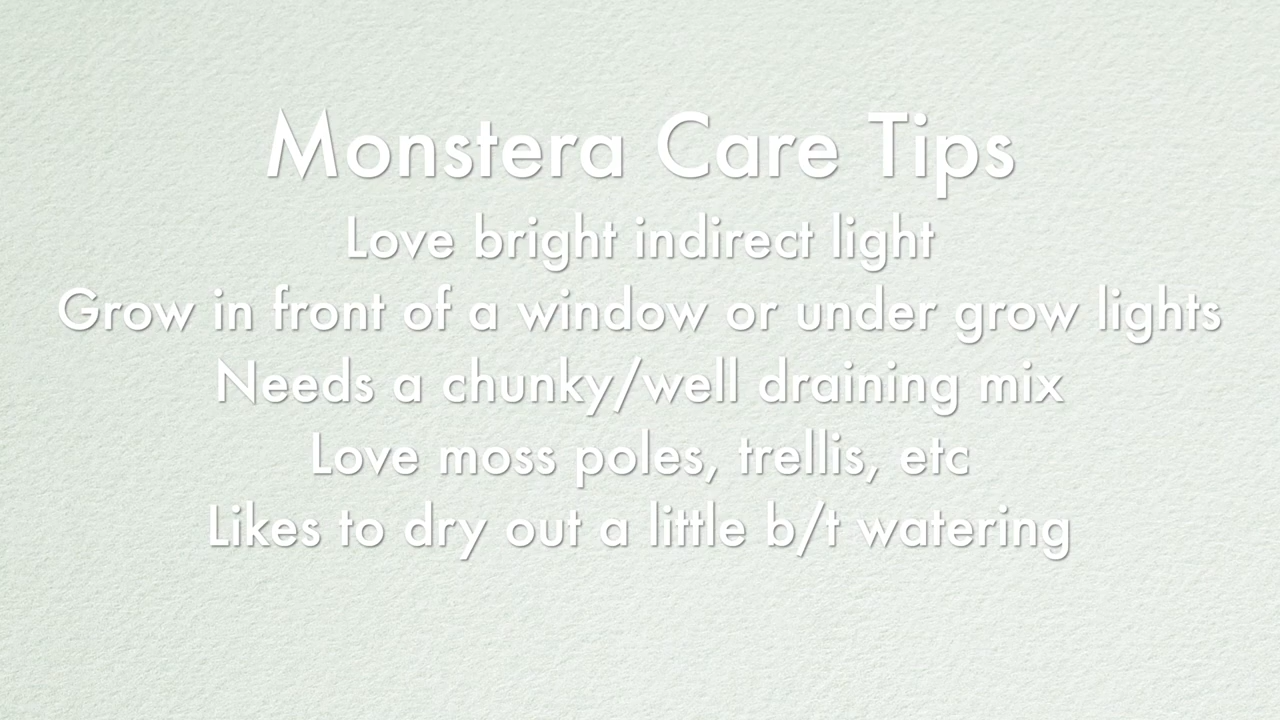 Monstera Care Tips
Love bright indirect light
Grow in front of a window or under grow lights
Needs a chunky/well draining mix
Love moss poles, trellis, etc
Likes to dry out a little b/t watering